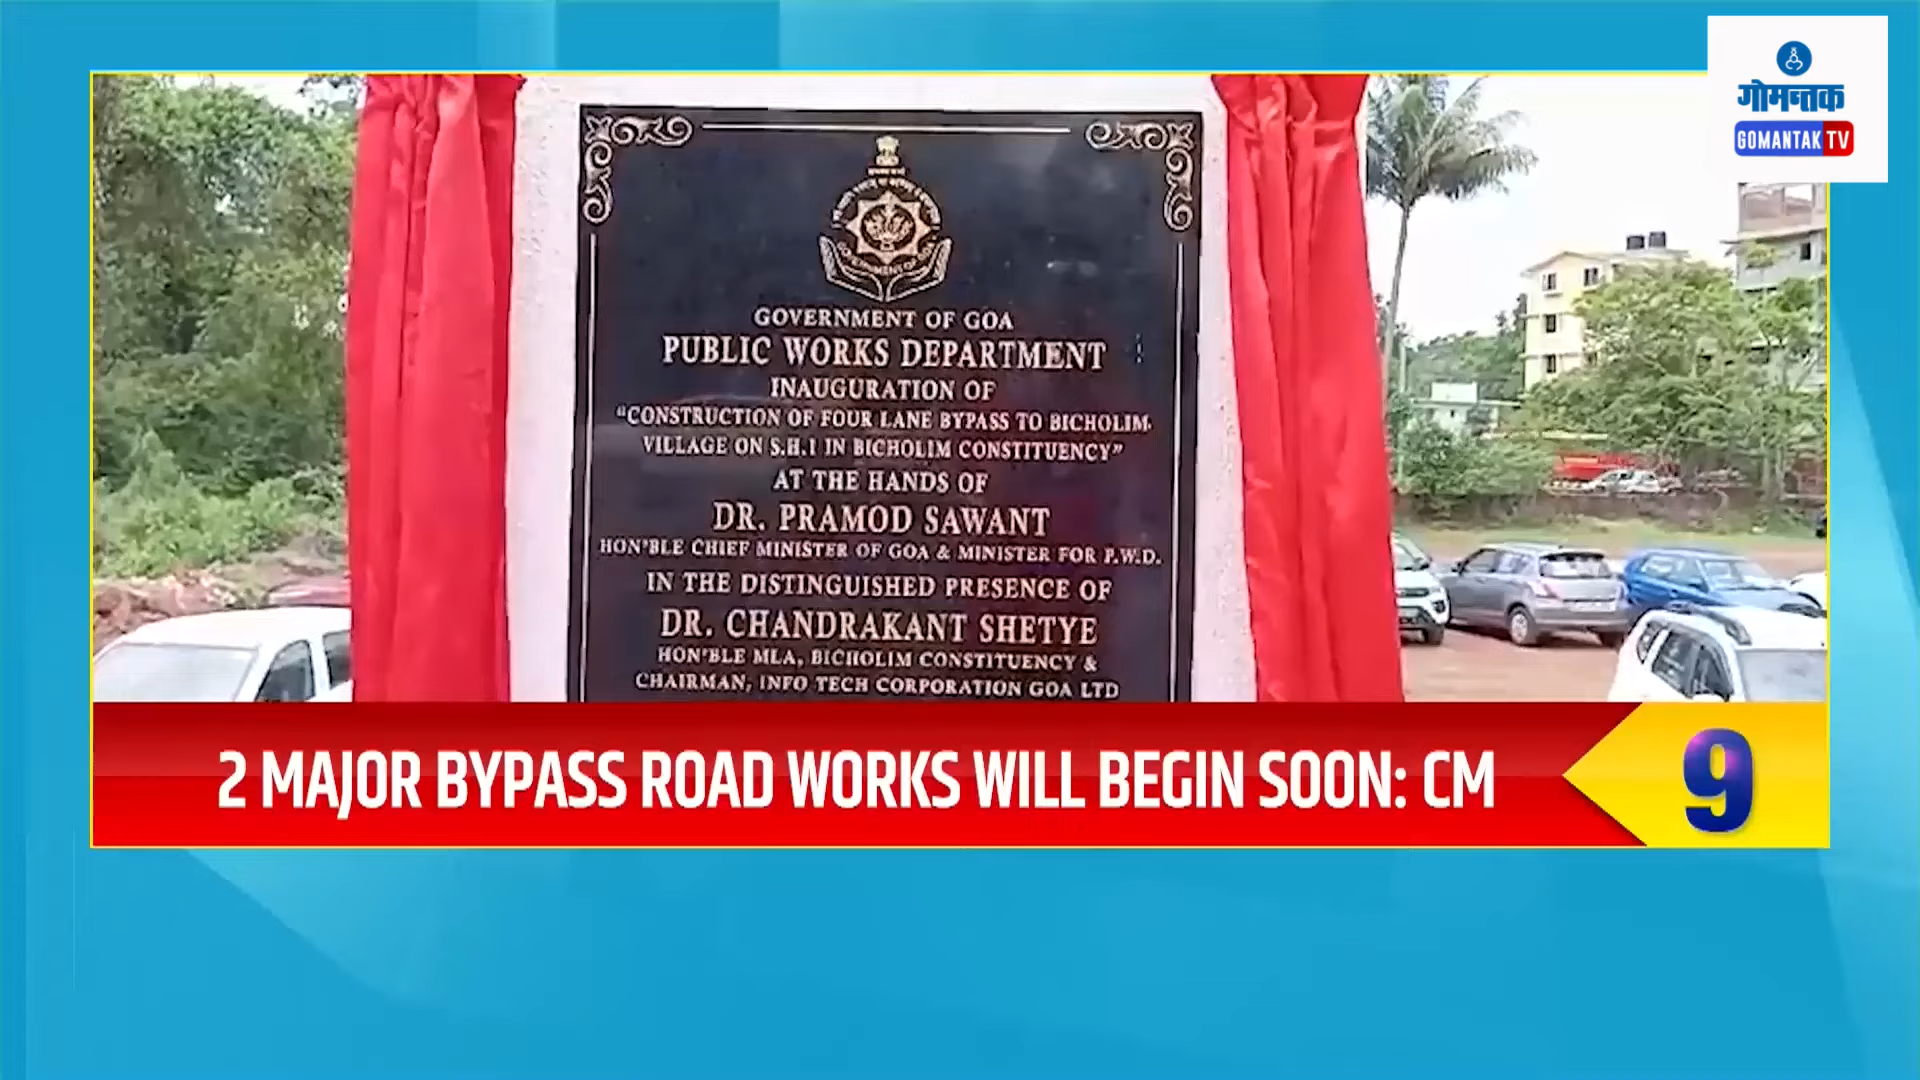 गोमन्तक
GOMANTAK TV
GOVERNMENT OF GOA
PUBLIC WORKS DEPARTMENT
INAUGURATION OF
"CONSTRUCTION OF FOUR LANE BYPASS TO BICHOLIM
VILLAGE ON S.H.1 IN BICHOLIM CONSTITUENCY"
AT THE HANDS OF
DR. PRAMOD SAWANT
HON'BLE CHIEF MINISTER OF GOA & MINISTER FOR P.W.D.
IN THE DISTINGUISHED PRESENCE OF
DR. CHANDRAKANT SHETYE
HON'BLE MLA, BICHOLIM CONSTITUENCY &
CHAIRMAN, INFO TECH CORPORATION GOA LTD
2 MAJOR BYPASS ROAD WORKS WILL BEGIN SOON: CM
9